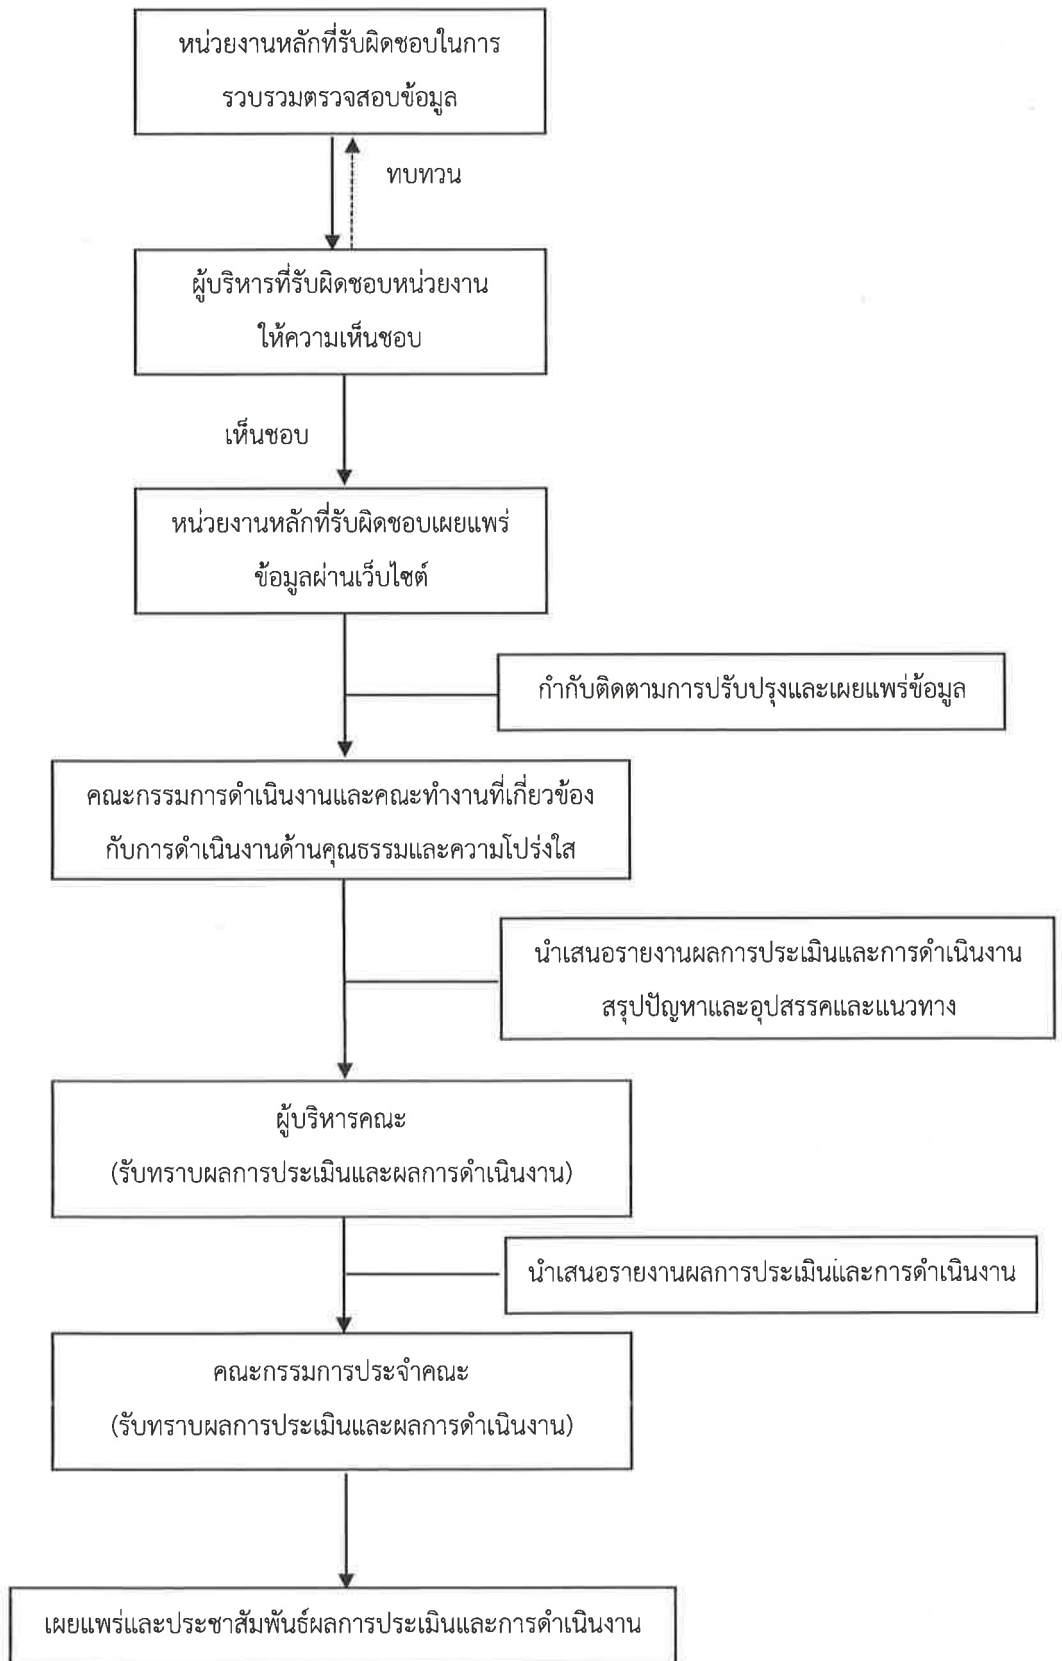 หน่วยงานหลักที่รับผิดชอบในการ
รวบรวมตรวจสอบข้อมูล
ทบทวน
ผู้บริหารที่รับผิดชอบหน่วยงาน
ให้ความเห็นชอบ
เห็นชอบ
หน่วยงานหลักที่รับผิดชอบเผยแพร่
ข้อมูลผ่านเว็บไซต์
กำกับติดตามการปรับปรุงและเผยแพร่ข้อมูล
คณะกรรมการดำเนินงานและคณะทำงานที่เกี่ยวข้อง
กับการดำเนินงานด้านคุณธรรมและความโปร่งใส
นำเสนอรายงานผลการประเมินและการดำเนินงาน
สรุปปัญหาและอุปสรรคและแนวทาง
ผู้บริหารคณะ
(รับทราบผลการประเมินและผลการดำเนินงาน)
นำเสนอรายงานผลการประเมินและการดำเนินงาน
คณะกรรมการประจำคณะ
(รับทราบผลการประเมินและผลการดำเนินงาน)
เผยแพร่และประชาสัมพันธ์ผลการประเมินและการดำเนินงาน